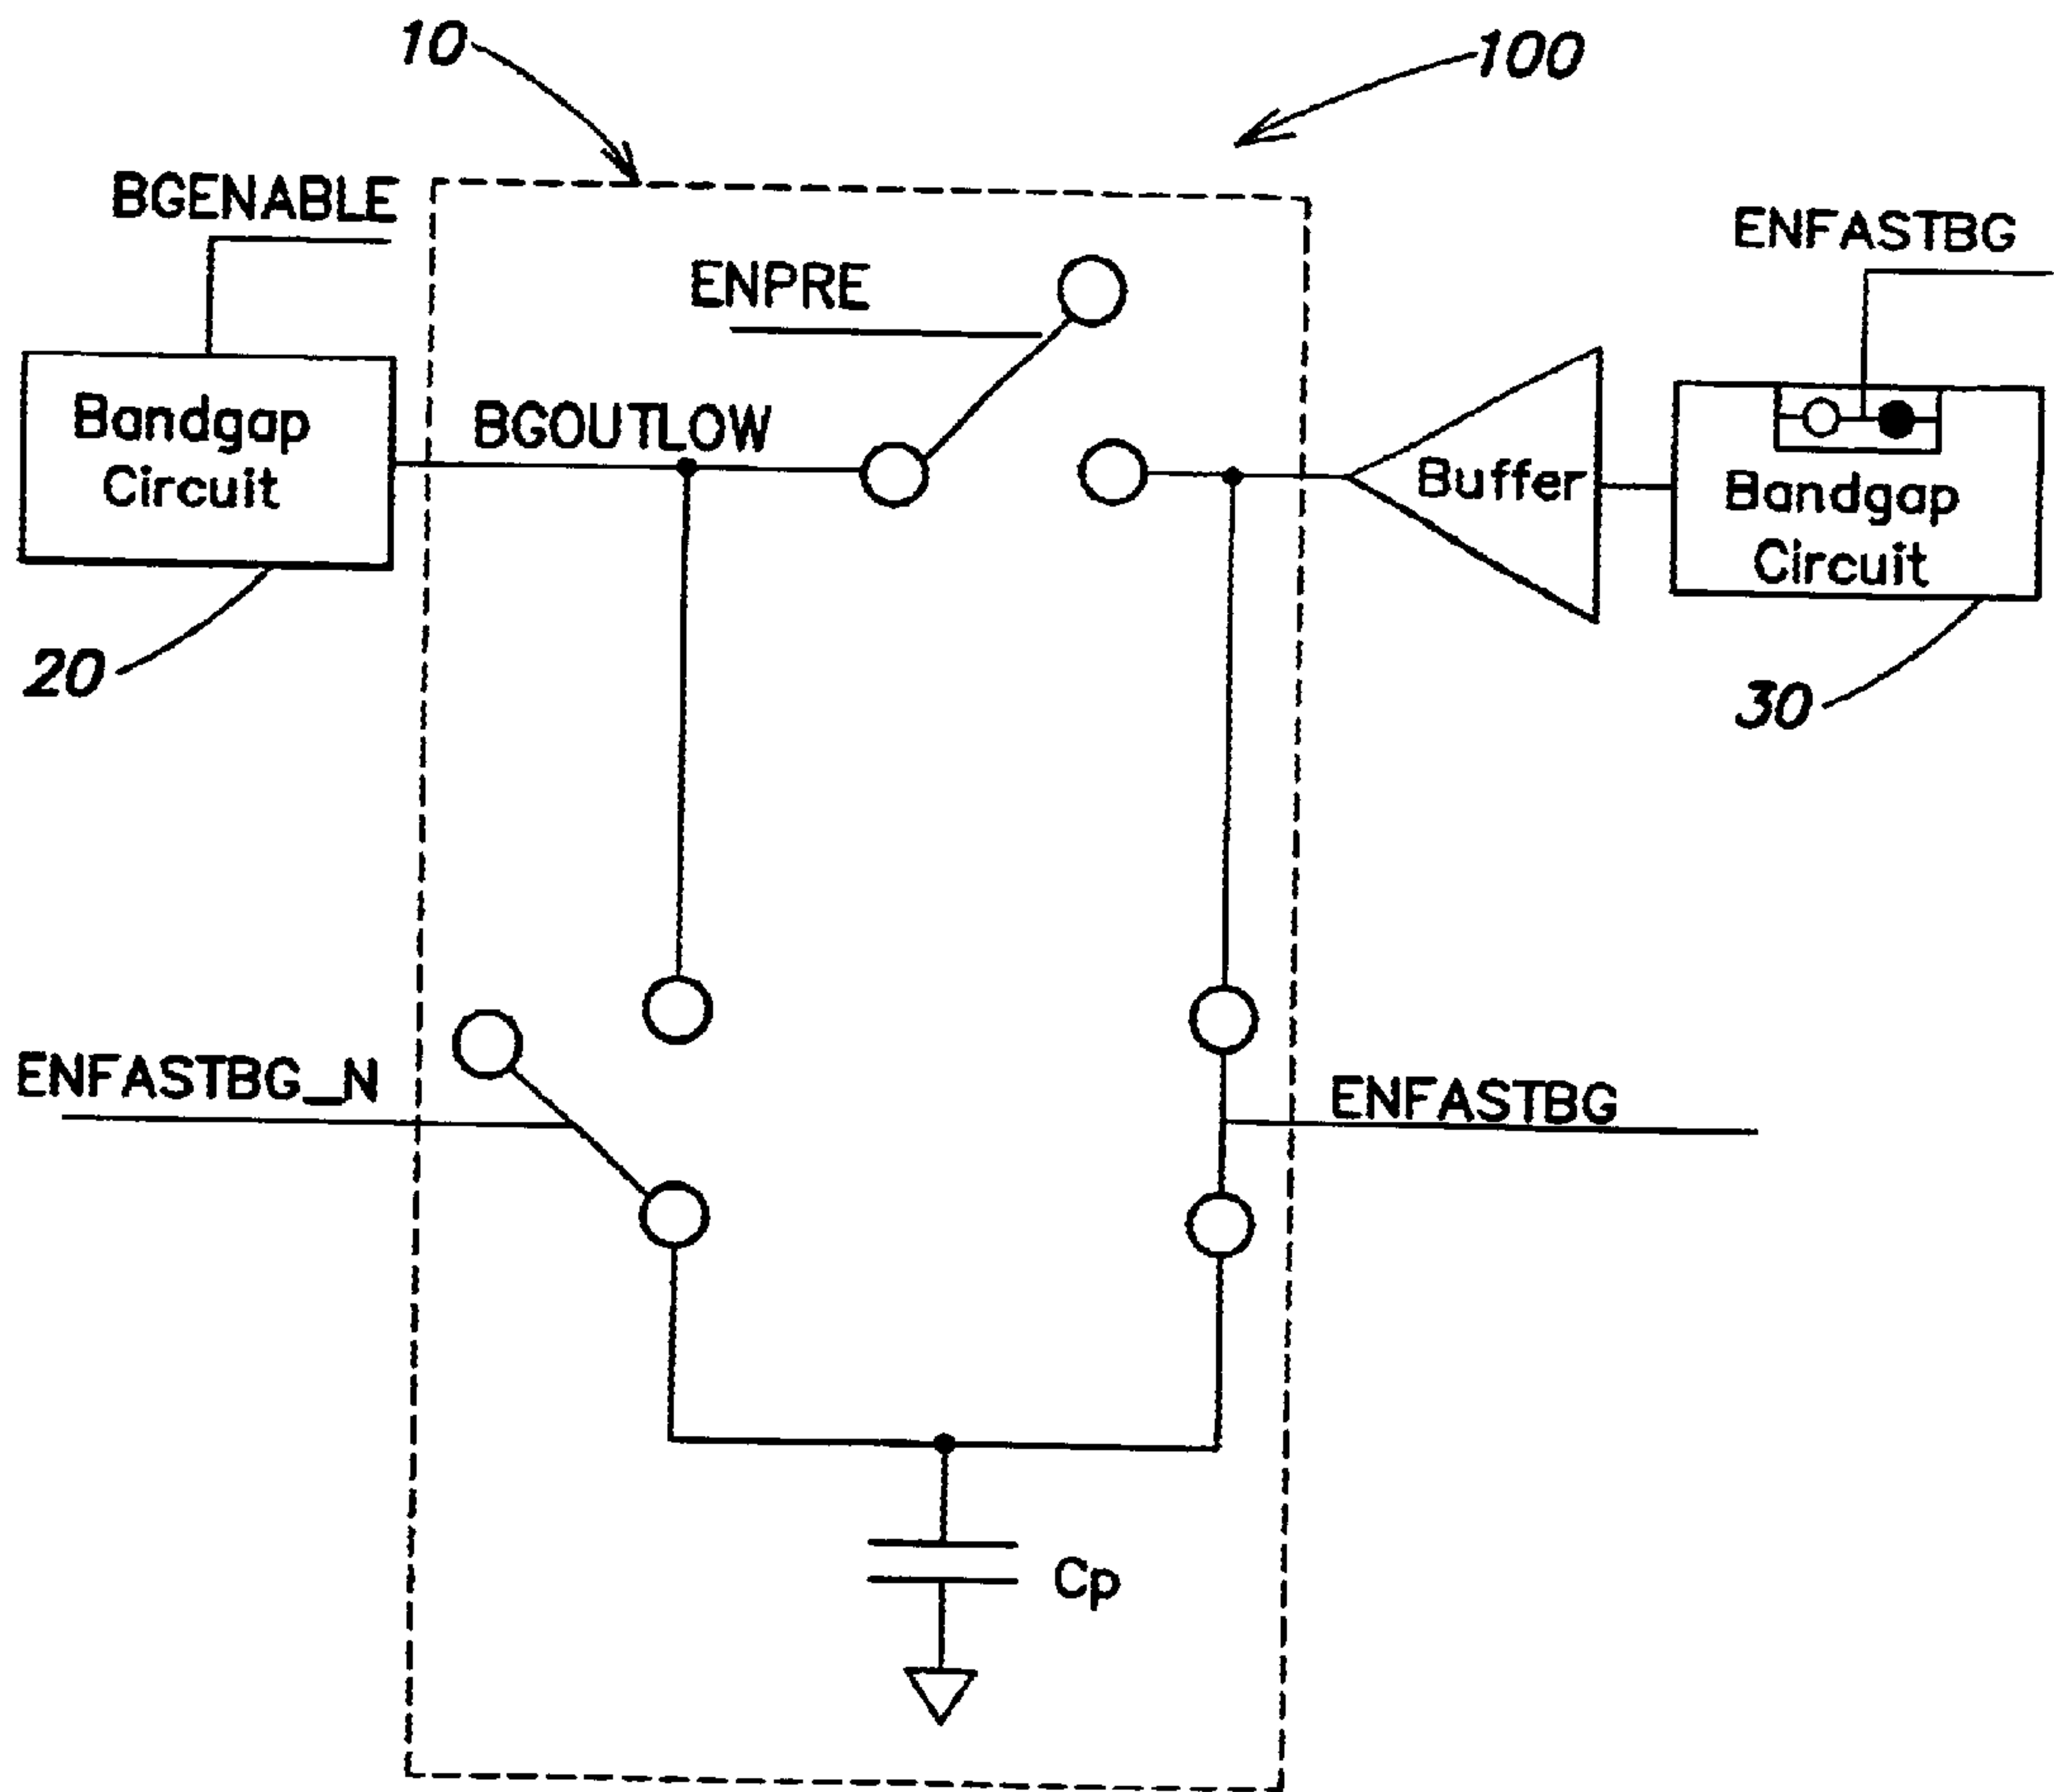 10
100
BGENABLE
ENFASTBG
ENPRE
Bandgap
Circuit
BGOUTLOW
Buffer
Bandgap
Circuit
20
30
ENFASTBG_N
ENFASTBG
Cp